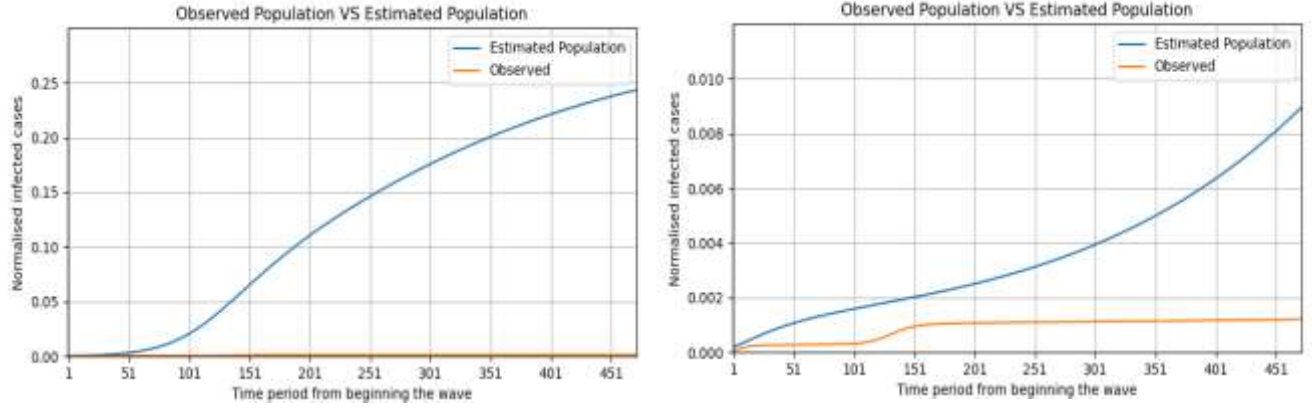 Observed Population VS Estimated Population
Estimated Population
Observed
0.25
0.20
0.15
0.10
0.05
0.00
Normalised infected cases
1 51 101 151 201 251 301 351 401 451
Time period from beginning the wave
Observed Population VS Estimated Population
Estimated Population
Observed
0.010
0.008
0.006
0.004
0.002
0.000
Normalised infected cases
1 51 101 151 201 251 301 351 401 451
Time period from beginning the wave